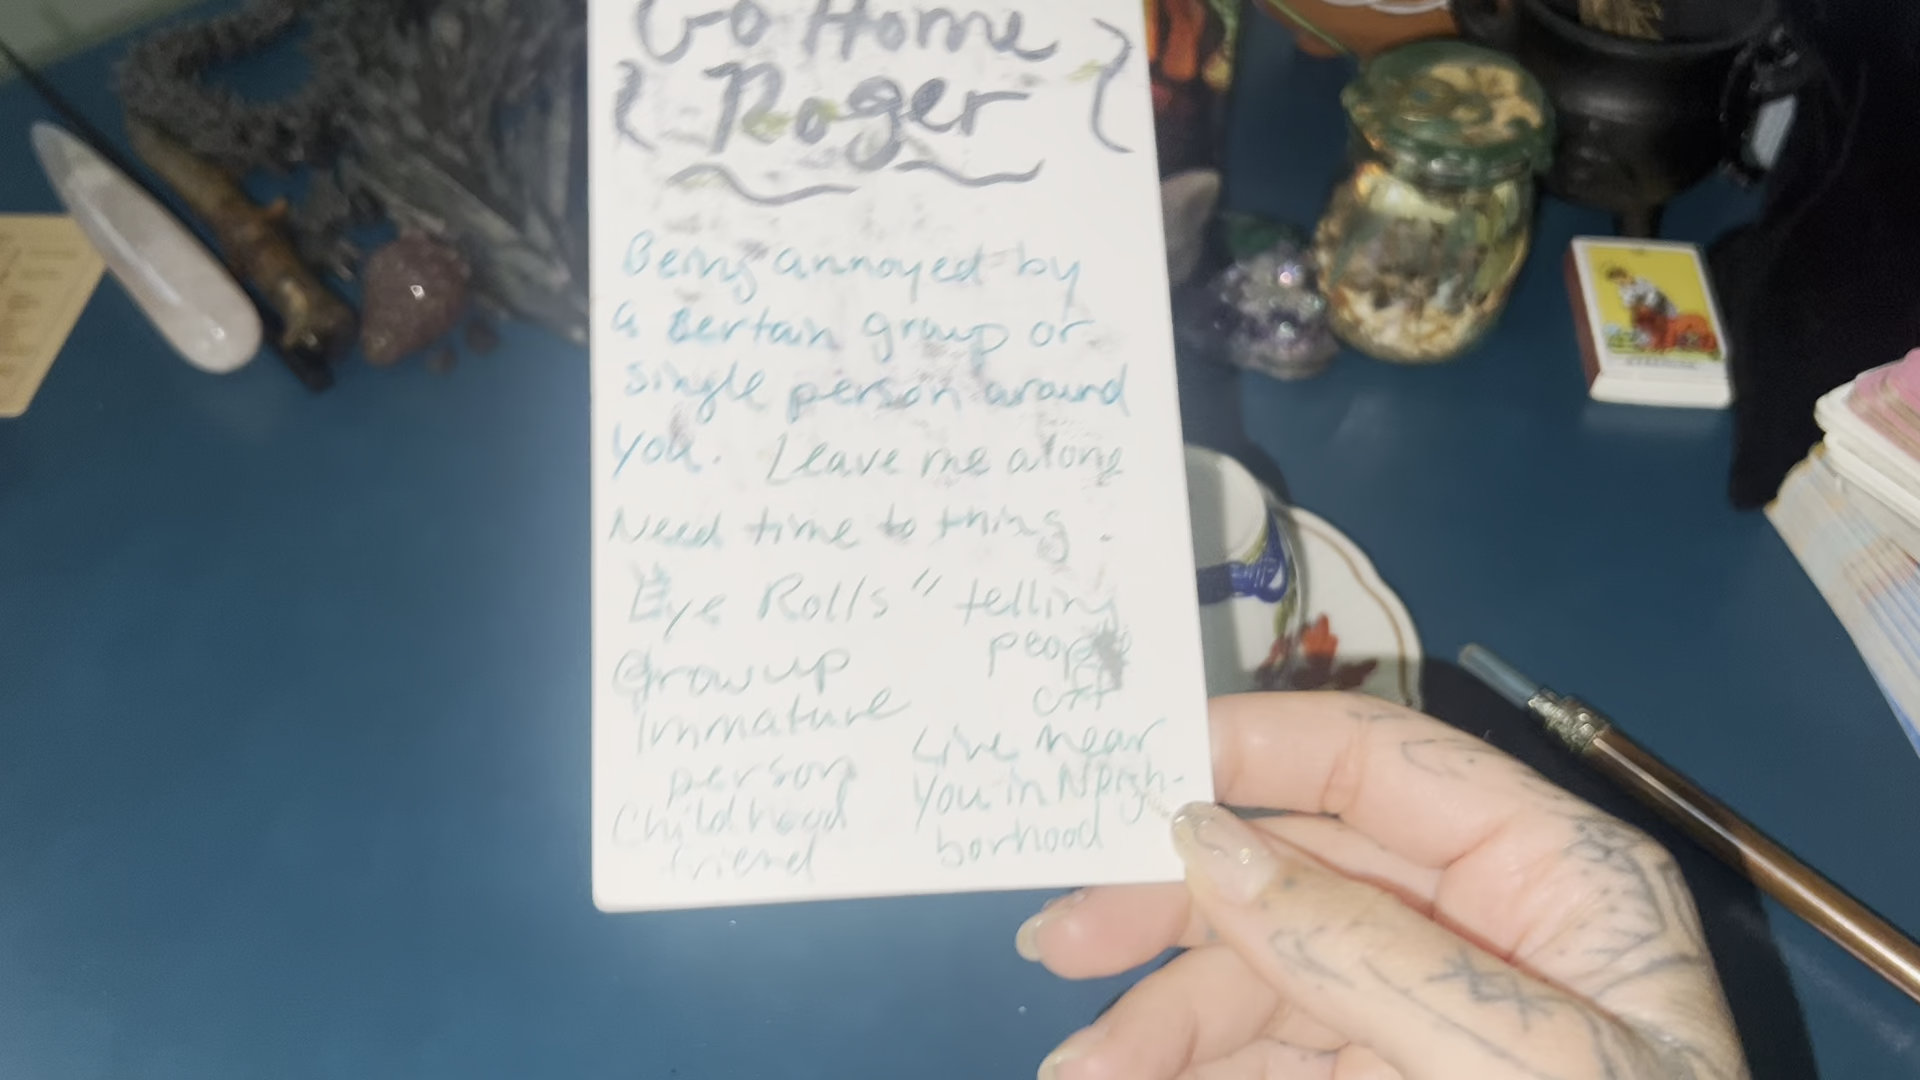 Go Home
Roger
Being annoyed by
a certain group or
single person around
you. Leave me alone
Need time to thing.
Eye Rolls" telling
people
off
Grow up
Immature
person
Childhood
friend
Live near
You in Neigh-
borhood